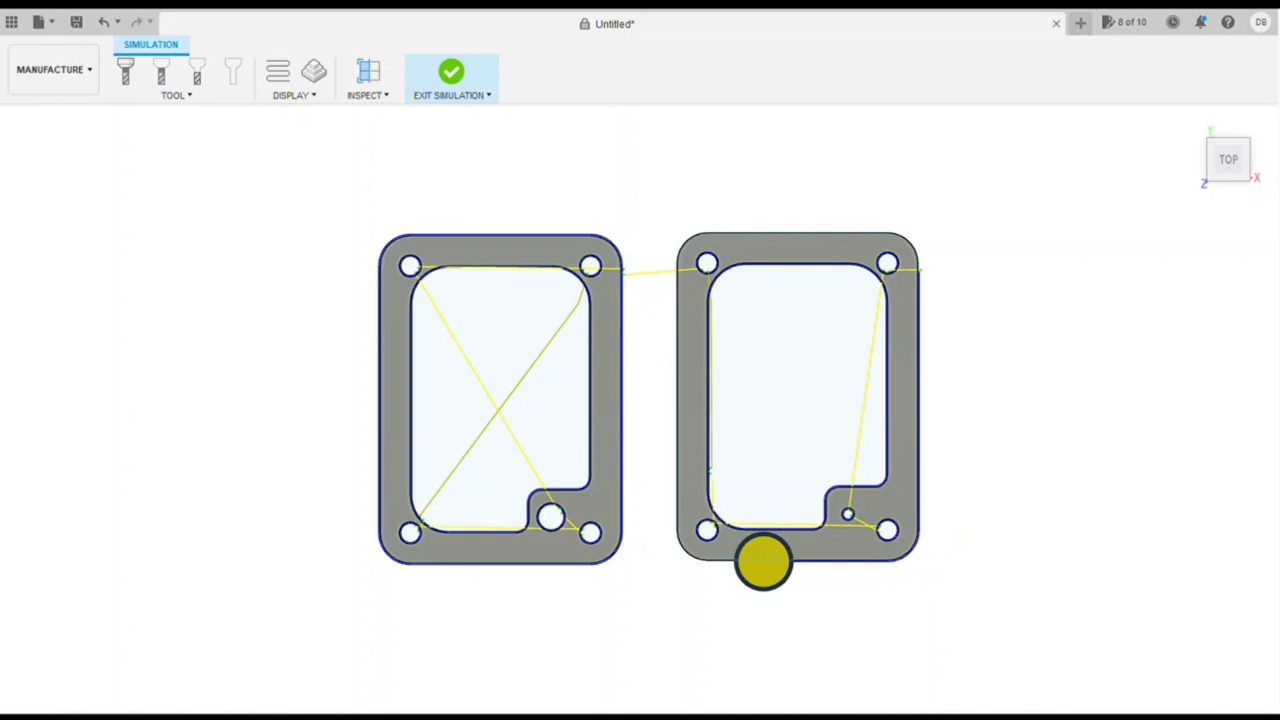 Untitled*
8 of 10
DB
SIMULATION
MANUFACTURE
TOOL
DISPLAY
INSPECT
EXIT SIMULATION
Y
TOP
Z
X